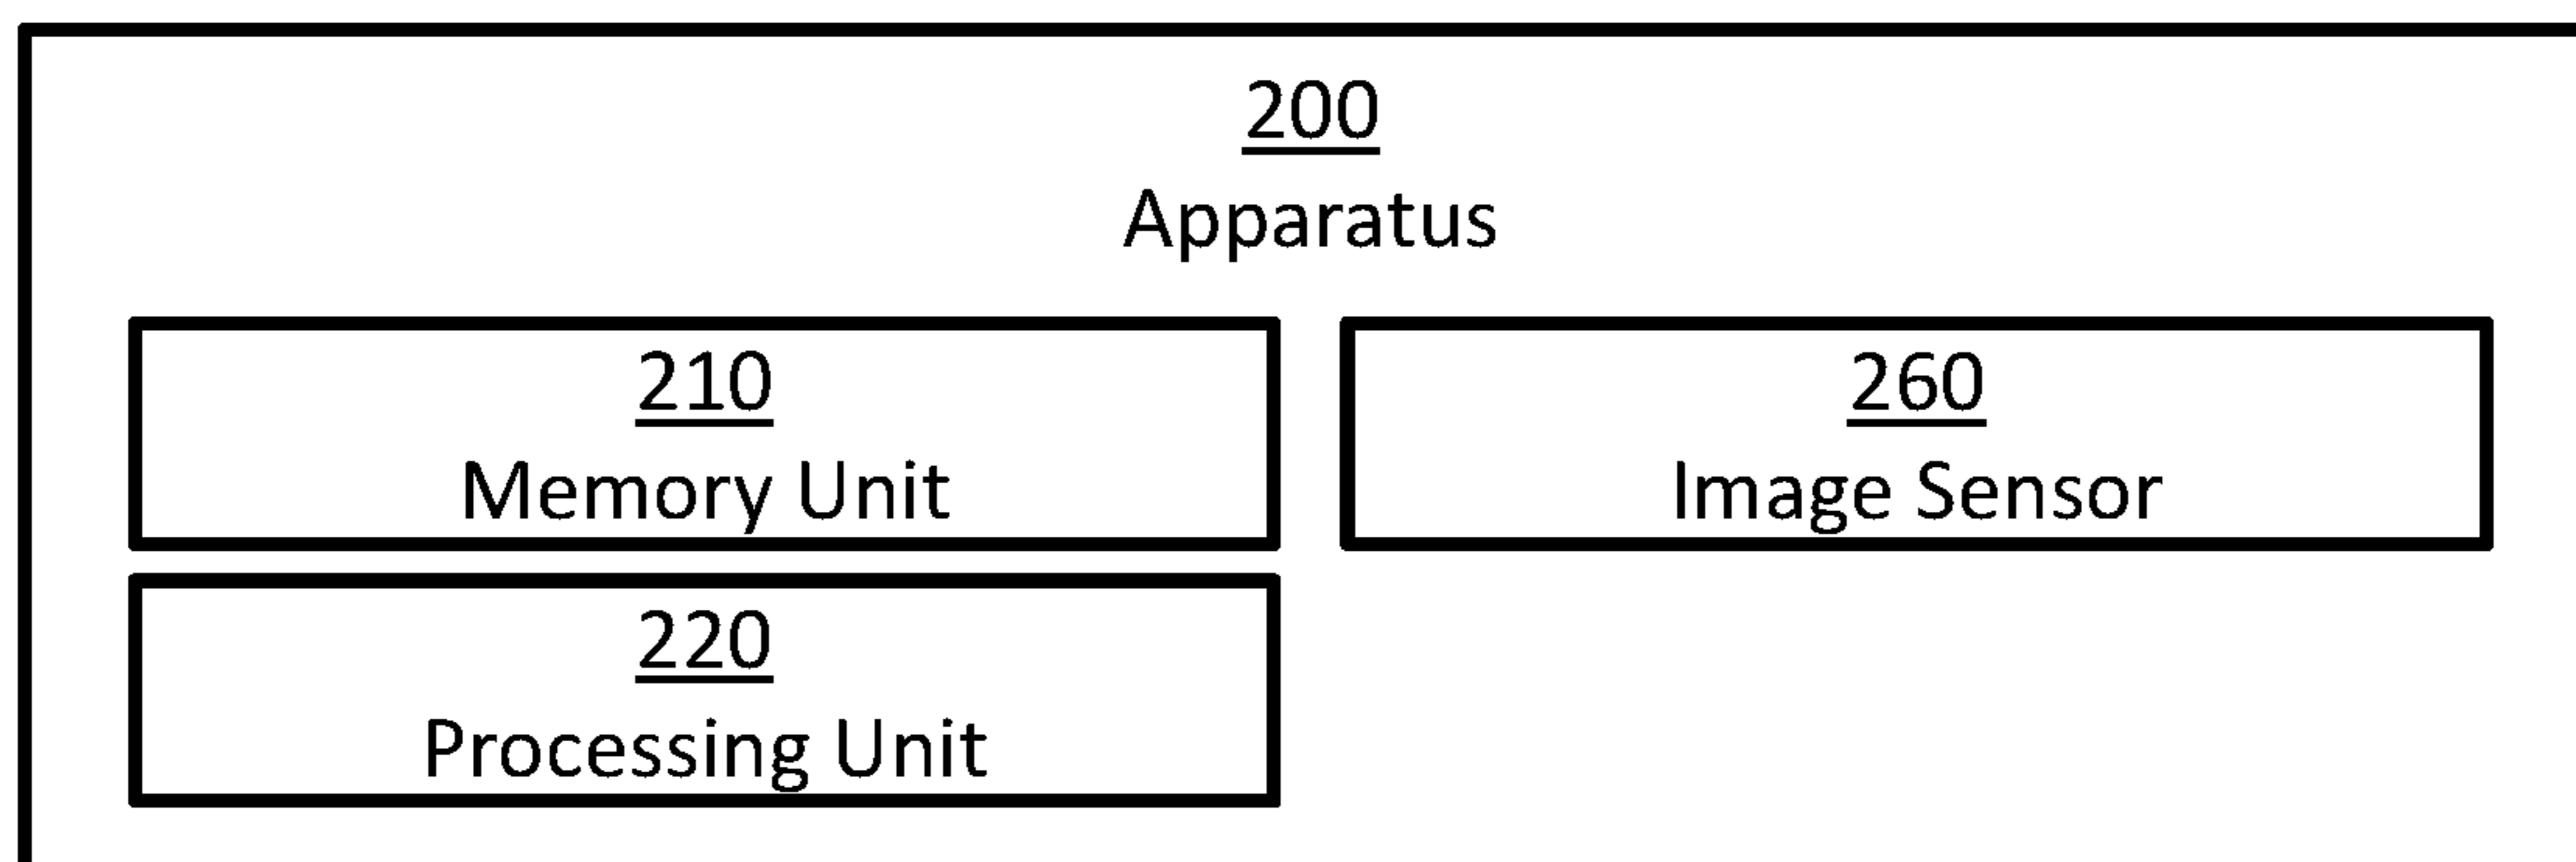 200
Apparatus
210
Memory Unit
260
Image Sensor
220
Processing Unit